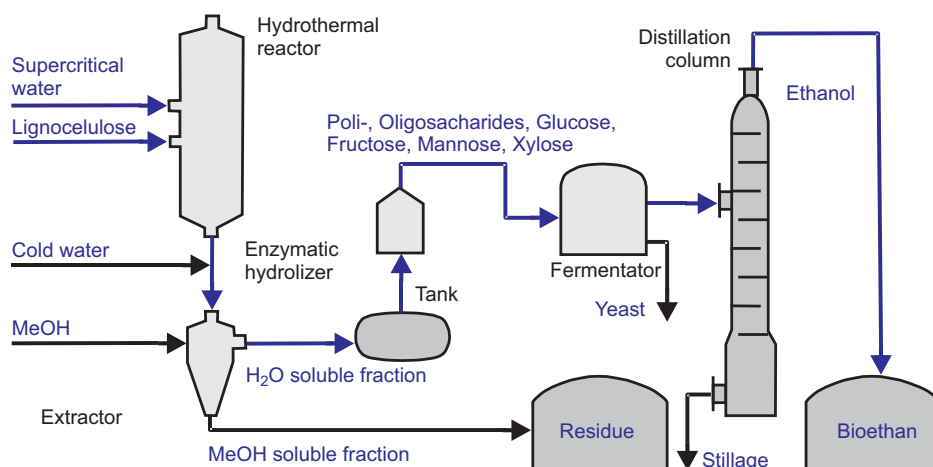 Hydrothermal
reactor
Distillation
column
Supercritical
water
Ethanol
Lignocelulose
Poli-, Oligosacharides, Glucose,
Fructose, Mannose, Xylose
Cold water
Enzymatic
hydrolizer
Fermentator
Tank
Yeast
MeOH
H₂O soluble fraction
Extractor
MeOH soluble fraction
Residue
Bioethan
Stillage